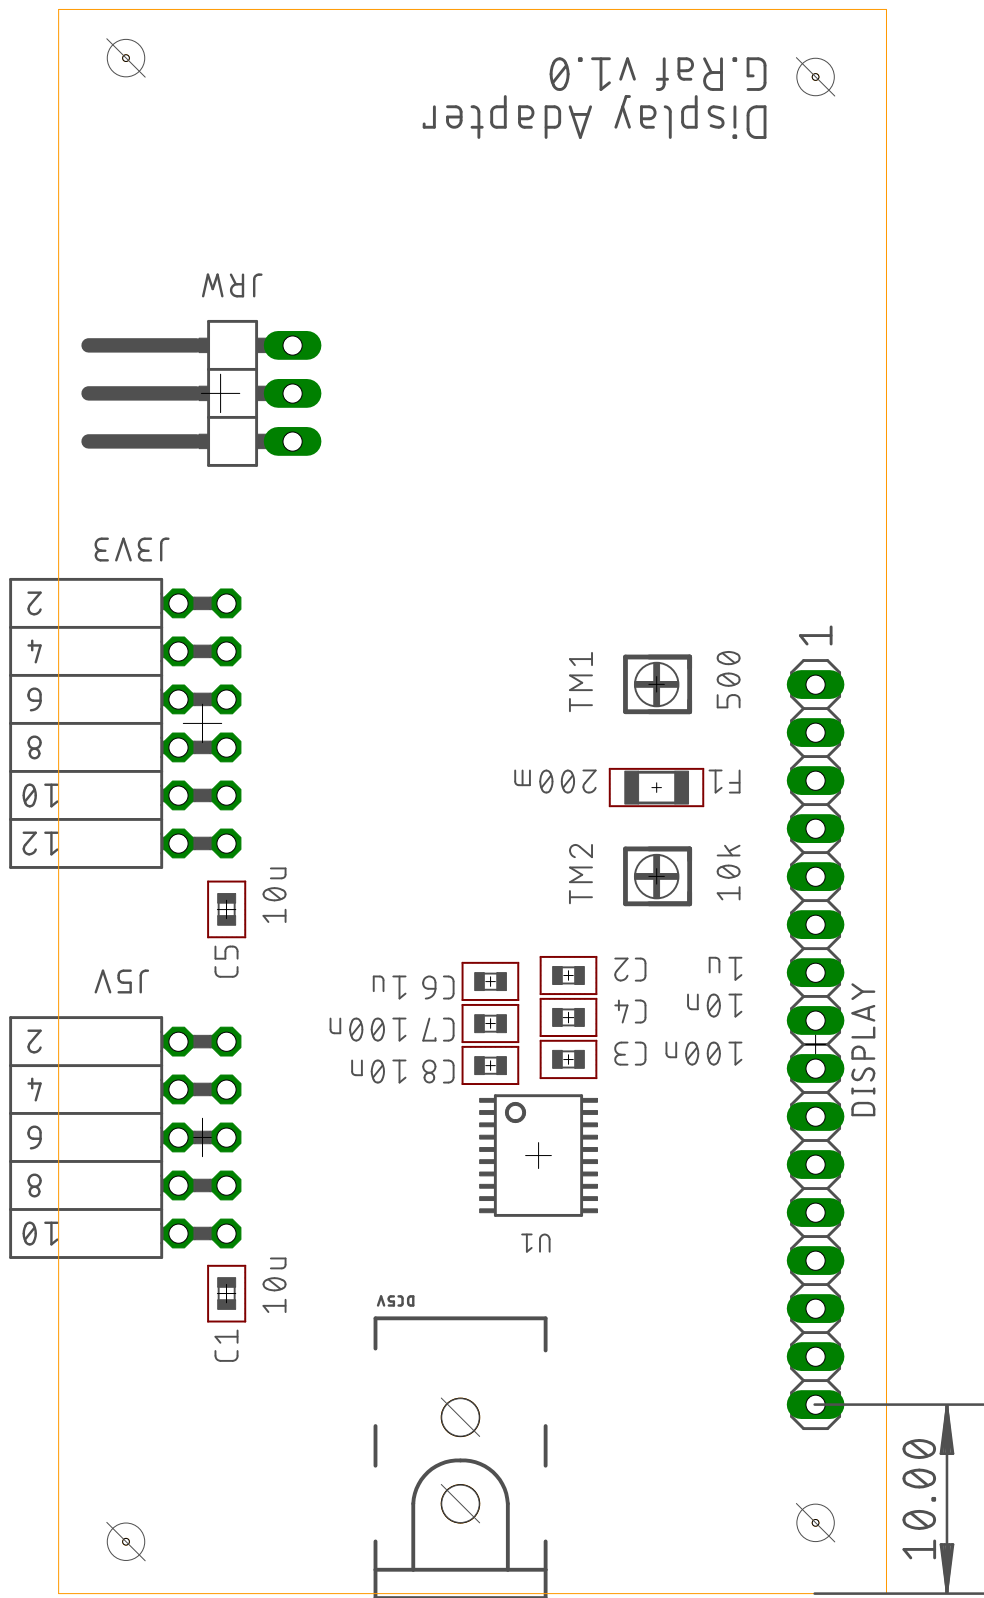 Display Adapter
G.Raf v1.0
JRW
J3V3
2
4
6
8
10
12
1
TM1
500
F1
200m
TM2
10k
10u
C5
J5V
2
4
6
8
10
C6 1u
C7 100n
C8 10n
C2 1u
C4 10n
C3 100n
DISPLAY
U1
10u
C1
DC5V
10.00